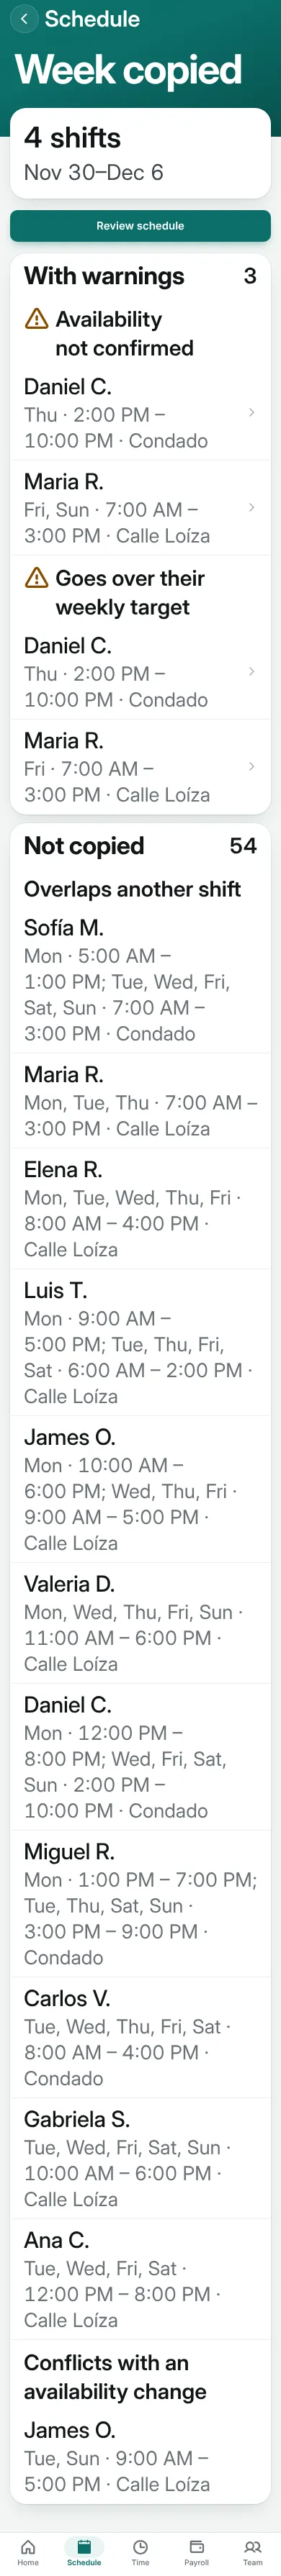 Schedule
Week copied
4 shifts
Nov 30–Dec 6
Review schedule
With warnings 3
Availability
not confirmed
Daniel C.
Thu · 2:00 PM –
10:00 PM · Condado
Maria R.
Fri, Sun · 7:00 AM –
3:00 PM · Calle Loíza
Goes over their
weekly target
Daniel C.
Thu · 2:00 PM –
10:00 PM · Condado
Maria R.
Fri · 7:00 AM –
3:00 PM · Calle Loíza
Not copied 54
Overlaps another shift
Sofía M.
Mon · 5:00 AM –
1:00 PM; Tue, Wed, Fri,
Sat, Sun · 7:00 AM –
3:00 PM · Condado
Maria R.
Mon, Tue, Thu · 7:00 AM –
3:00 PM · Calle Loíza
Elena R.
Mon, Tue, Wed, Thu, Fri ·
8:00 AM – 4:00 PM ·
Calle Loíza
Luis T.
Mon · 9:00 AM –
5:00 PM; Tue, Thu, Fri,
Sat · 6:00 AM – 2:00 PM ·
Calle Loíza
James O.
Mon · 10:00 AM –
6:00 PM; Wed, Thu, Fri ·
9:00 AM – 5:00 PM ·
Calle Loíza
Valeria D.
Mon, Wed, Thu, Fri, Sun ·
11:00 AM – 6:00 PM ·
Calle Loíza
Daniel C.
Mon · 12:00 PM –
8:00 PM; Wed, Fri, Sat,
Sun · 2:00 PM –
10:00 PM · Condado
Miguel R.
Mon · 1:00 PM – 7:00 PM;
Tue, Thu, Sat, Sun ·
3:00 PM – 9:00 PM ·
Condado
Carlos V.
Tue, Wed, Thu, Fri, Sat ·
8:00 AM – 4:00 PM ·
Condado
Gabriela S.
Tue, Wed, Fri, Sat, Sun ·
10:00 AM – 6:00 PM ·
Calle Loíza
Ana C.
Tue, Wed, Fri, Sat ·
12:00 PM – 8:00 PM ·
Calle Loíza
Conflicts with an
availability change
James O.
Tue, Sun · 9:00 AM –
5:00 PM · Calle Loíza
Home Schedule Time Payroll Team